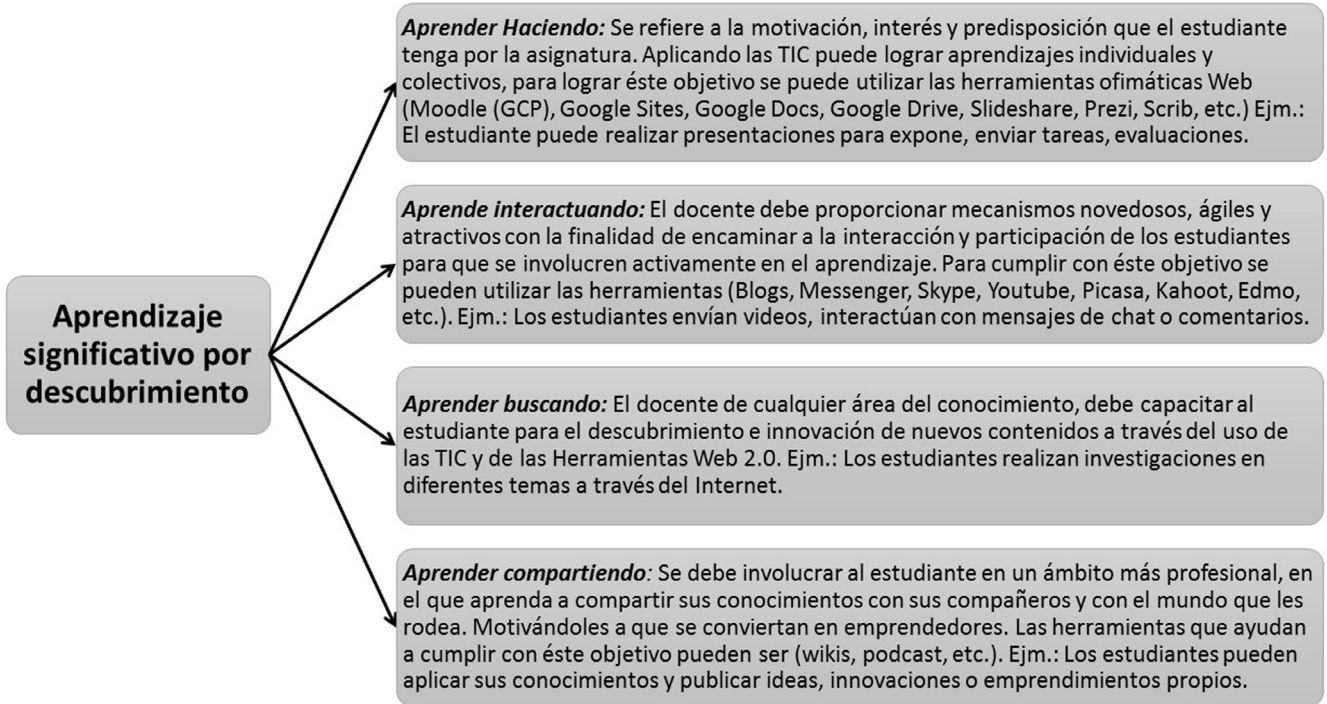 Aprendizaje
significativo por
descubrimiento
Aprender Haciendo: Se refiere a la motivación, interés y predisposición que el estudiante
tenga por la asignatura. Aplicando las TIC puede lograr aprendizajes individuales y
colectivos, para lograr éste objetivo se puede utilizar las herramientas ofimáticas Web
(Moodle (GCP), Google Sites, Google Docs, Google Drive, Slideshare, Prezi, Scrib, etc.) Ejm.:
El estudiante puede realizar presentaciones para expone, enviar tareas, evaluaciones.
Aprende interactuando: El docente debe proporcionar mecanismos novedosos, ágiles y
atractivos con la finalidad de encaminar a la interacción y participación de los estudiantes
para que se involucren activamente en el aprendizaje. Para cumplir con éste objetivo se
pueden utilizar las herramientas (Blogs, Messenger, Skype, Youtube, Picasa, Kahoot, Edmo,
etc.). Ejm.: Los estudiantes envían videos, interactúan con mensajes de chat o comentarios.
Aprender buscando: El docente de cualquier área del conocimiento, debe capacitar al
estudiante para el descubrimiento e innovación de nuevos contenidos a través del uso de
las TIC y de las Herramientas Web 2.0. Ejm.: Los estudiantes realizan investigaciones en
diferentes temas a través del Internet.
Aprender compartiendo: Se debe involucrar al estudiante en un ámbito más profesional, en
el que aprenda a compartir sus conocimientos con sus compañeros y con el mundo que les
rodea. Motivándoles a que se conviertan en emprendedores. Las herramientas que ayudan
a cumplir con éste objetivo pueden ser (wikis, podcast, etc.). Ejm.: Los estudiantes pueden
aplicar sus conocimientos y publicar ideas, innovaciones o emprendimientos propios.